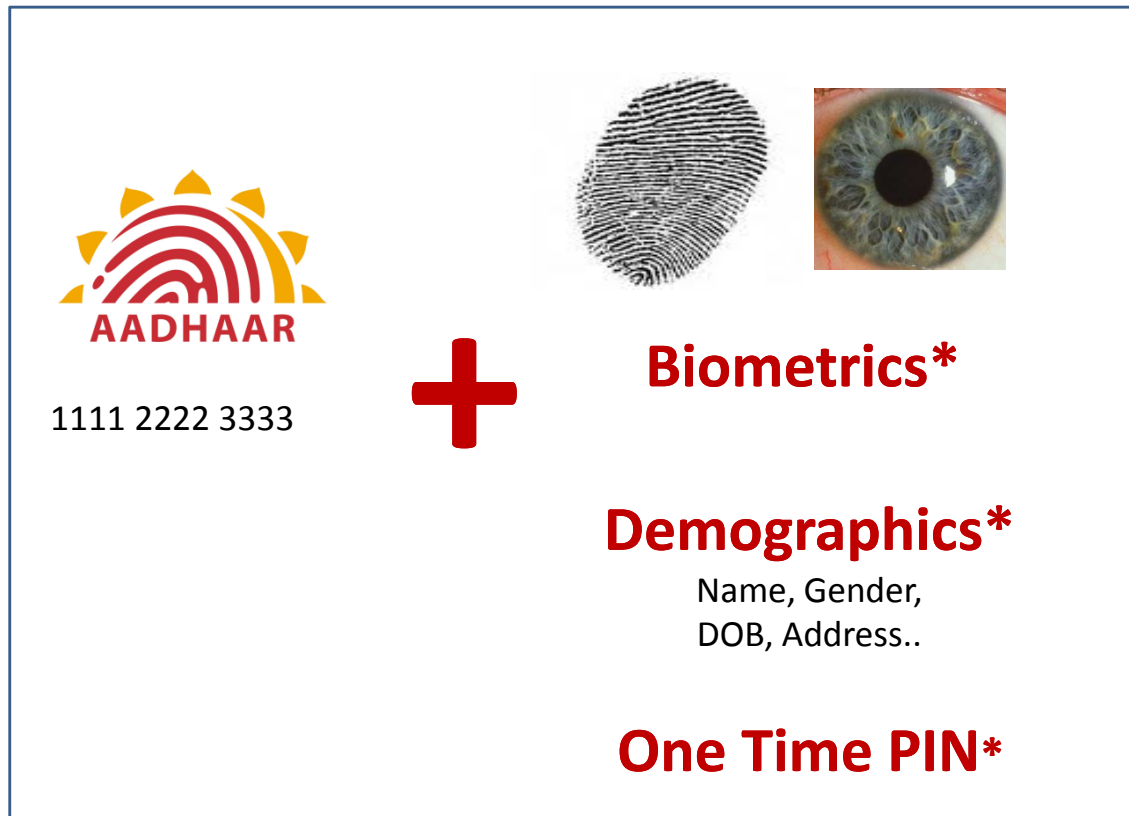 AADHAAR
1111 2222 3333
Biometrics*
Demographics*
Name, Gender,
DOB, Address..
One Time PIN*